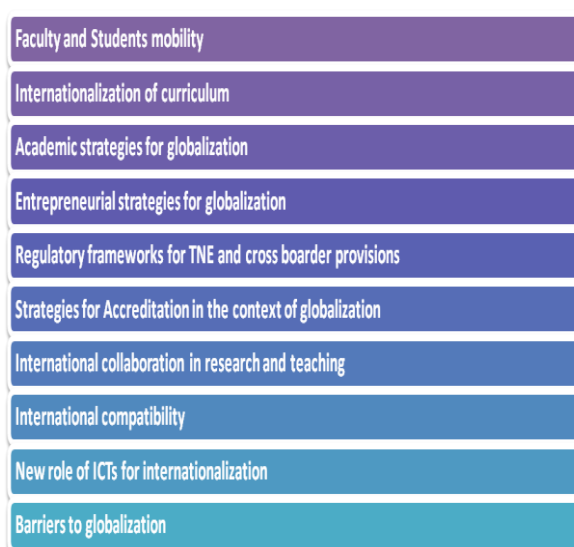 Faculty and Students mobility
Internationalization of curriculum
Academic strategies for globalization
Entrepreneurial strategies for globalization
Regulatory frameworks for TNE and cross boarder provisions
Strategies for Accreditation in the context of globalization
International collaboration in research and teaching
International compatibility
New role of ICTs for internationalization
Barriers to globalization